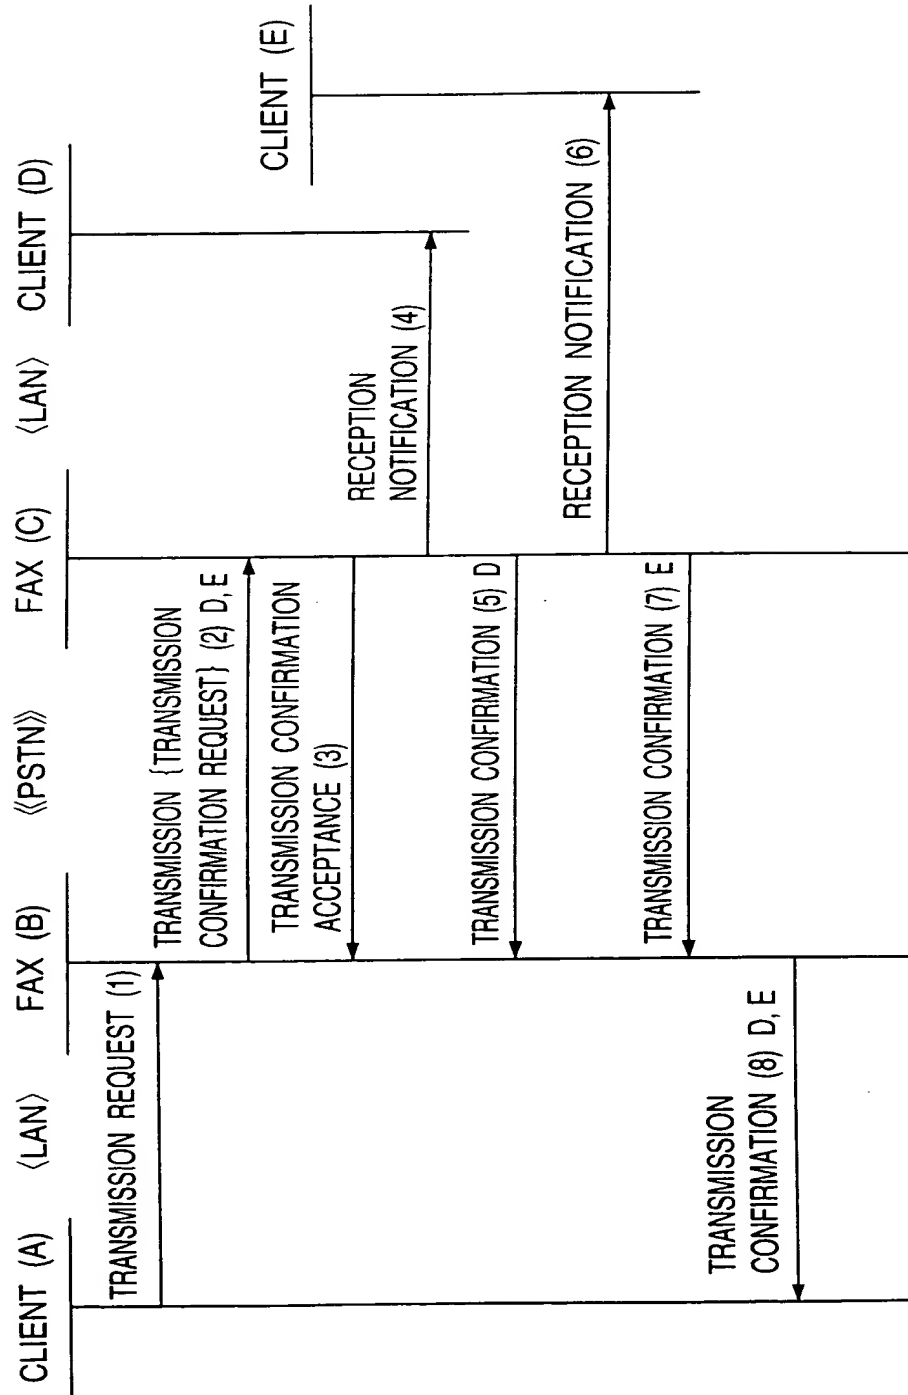 CLIENT (A)
〈LAN〉
FAX (B)
《PSTN》
FAX (C)
〈LAN〉
CLIENT (D)
CLIENT (E)
TRANSMISSION REQUEST (1)
TRANSMISSION {TRANSMISSION
CONFIRMATION REQUEST} (2) D, E
TRANSMISSION CONFIRMATION
ACCEPTANCE (3)
RECEPTION
NOTIFICATION (4)
TRANSMISSION CONFIRMATION (5) D
RECEPTION NOTIFICATION (6)
TRANSMISSION CONFIRMATION (7) E
TRANSMISSION
CONFIRMATION (8) D, E